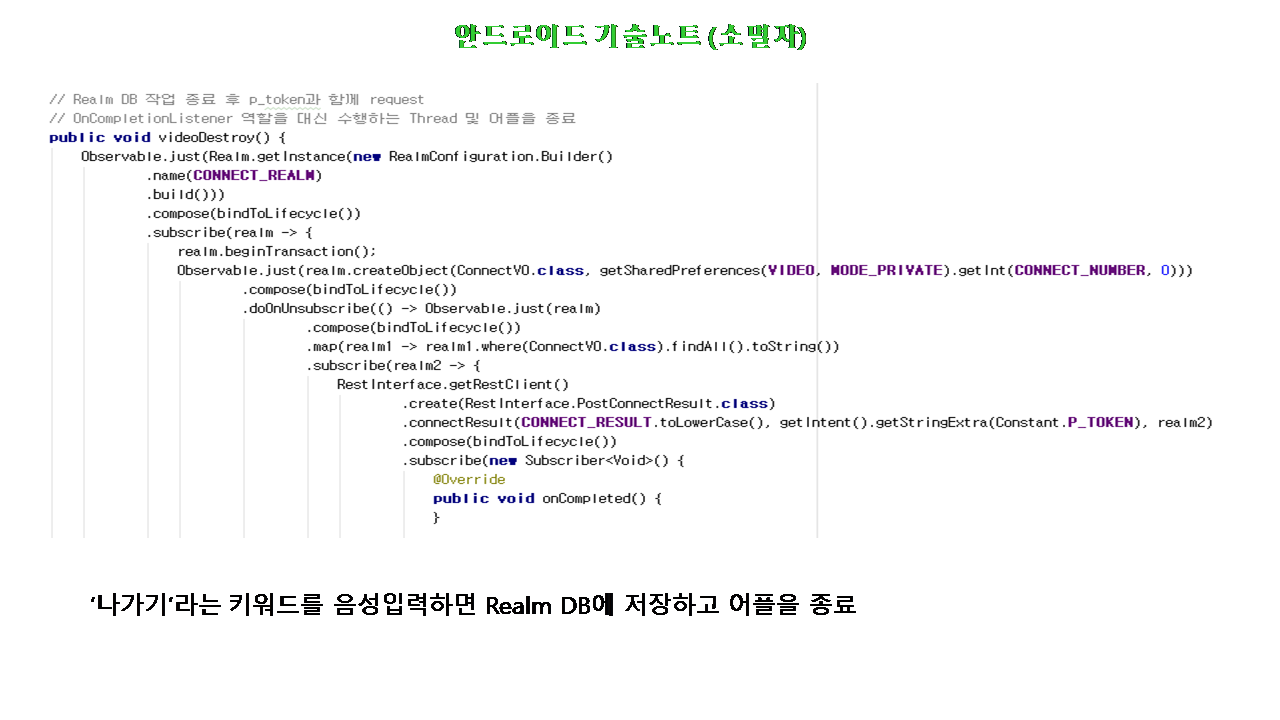 안드로이드 기술노트 (소멸자)
// Realm DB 작업 종료 후 p_token과 함께 request
// OnCompletionListener 역할을 대신 수행하는 Thread 및 어플을 종료
public void videoDestroy() {
Observable.just(Realm.getInstance(new RealmConfiguration.Builder()
.name(CONNECT_REALM)
.build()))
.compose(bindToLifecycle())
.subscribe(realm -> {
realm.beginTransaction();
Observable.just(realm.createObject(ConnectVO.class, getSharedPreferences(VIDEO, MODE_PRIVATE).getInt(CONNECT_NUMBER, 0)))
.compose(bindToLifecycle())
.doOnUnsubscribe(() -> Observable.just(realm)
.compose(bindToLifecycle())
.map(realm1 -> realm1.where(ConnectVO.class).findAll().toString())
.subscribe(realm2 -> {
RestInterface.getRestClient()
.create(RestInterface.PostConnectResult.class)
.connectResult(CONNECT_RESULT.toLowerCase(), getIntent().getStringExtra(Constant.P_TOKEN), realm2)
.compose(bindToLifecycle())
.subscribe(new Subscriber<Void>() {
@Override
public void onCompleted() {
}
‘나가기‘라는 키워드를 음성입력하면 Realm DB에 저장하고 어플을 종료